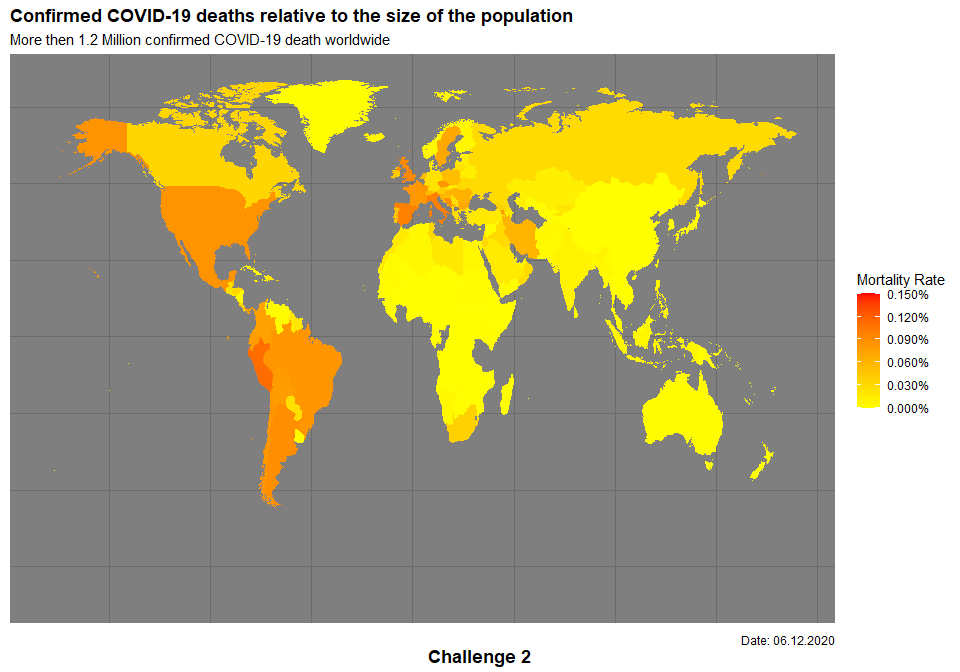 Confirmed COVID-19 deaths relative to the size of the population
More then 1.2 Million confirmed COVID-19 death worldwide
Mortality Rate
0.150%
0.120%
0.090%
0.060%
0.030%
0.000%
Date: 06.12.2020
Challenge 2